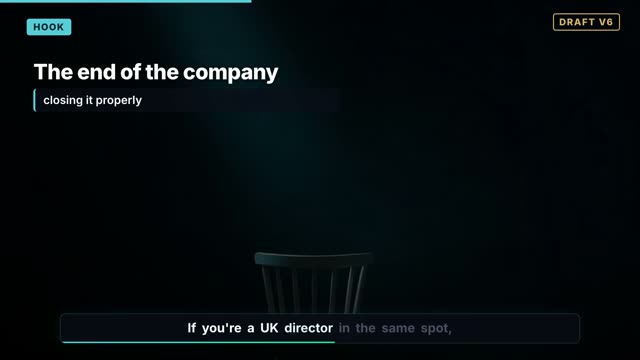 HOOK
DRAFT V6
The end of the company
closing it properly
If you're a UK director in the same spot,